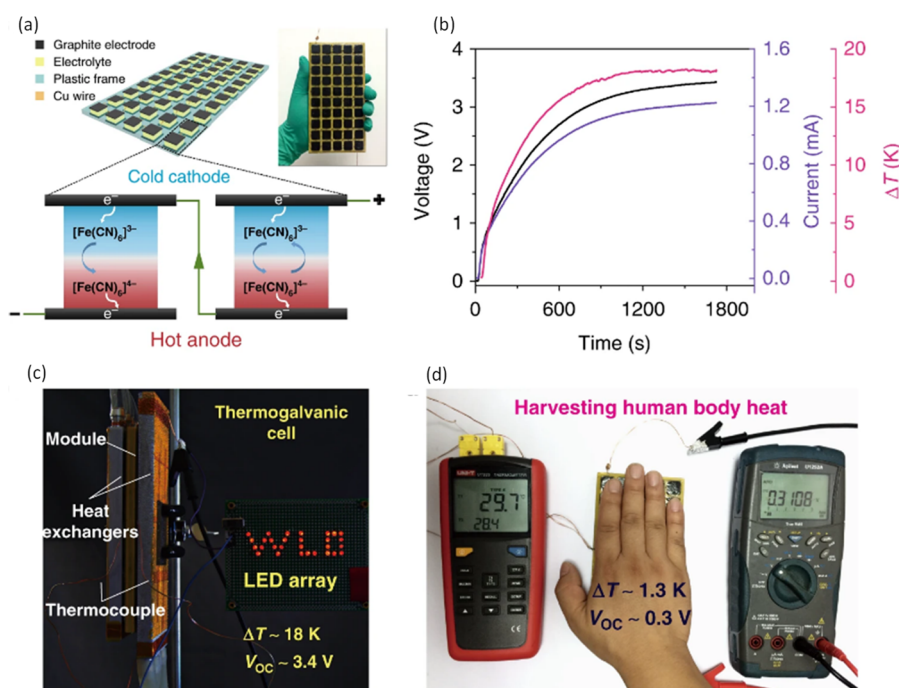 (a)
Graphite electrode
Electrolyte
Plastic frame
Cu wire
Cold cathode
e⁻
e⁻
+
[Fe(CN)₆]³⁻
[Fe(CN)₆]³⁻
[Fe(CN)₆]⁴⁻
[Fe(CN)₆]⁴⁻
−
e⁻
e⁻
Hot anode
(b)
4
3
2
1
0
Voltage (V)
1.6
1.2
0.8
0.4
0.0
Current (mA)
20
15
10
5
0
ΔT (K)
0
600
1200
1800
Time (s)
(c)
Thermogalvanic
cell
Module
Heat
exchangers
Thermocouple
WLE
LED array
ΔT ~ 18 K
V_OC ~ 3.4 V
(d)
Harvesting human body heat
UNI-T
29.7
28.4
Agilent
0.3108
ΔT ~ 1.3 K
V_OC ~ 0.3 V